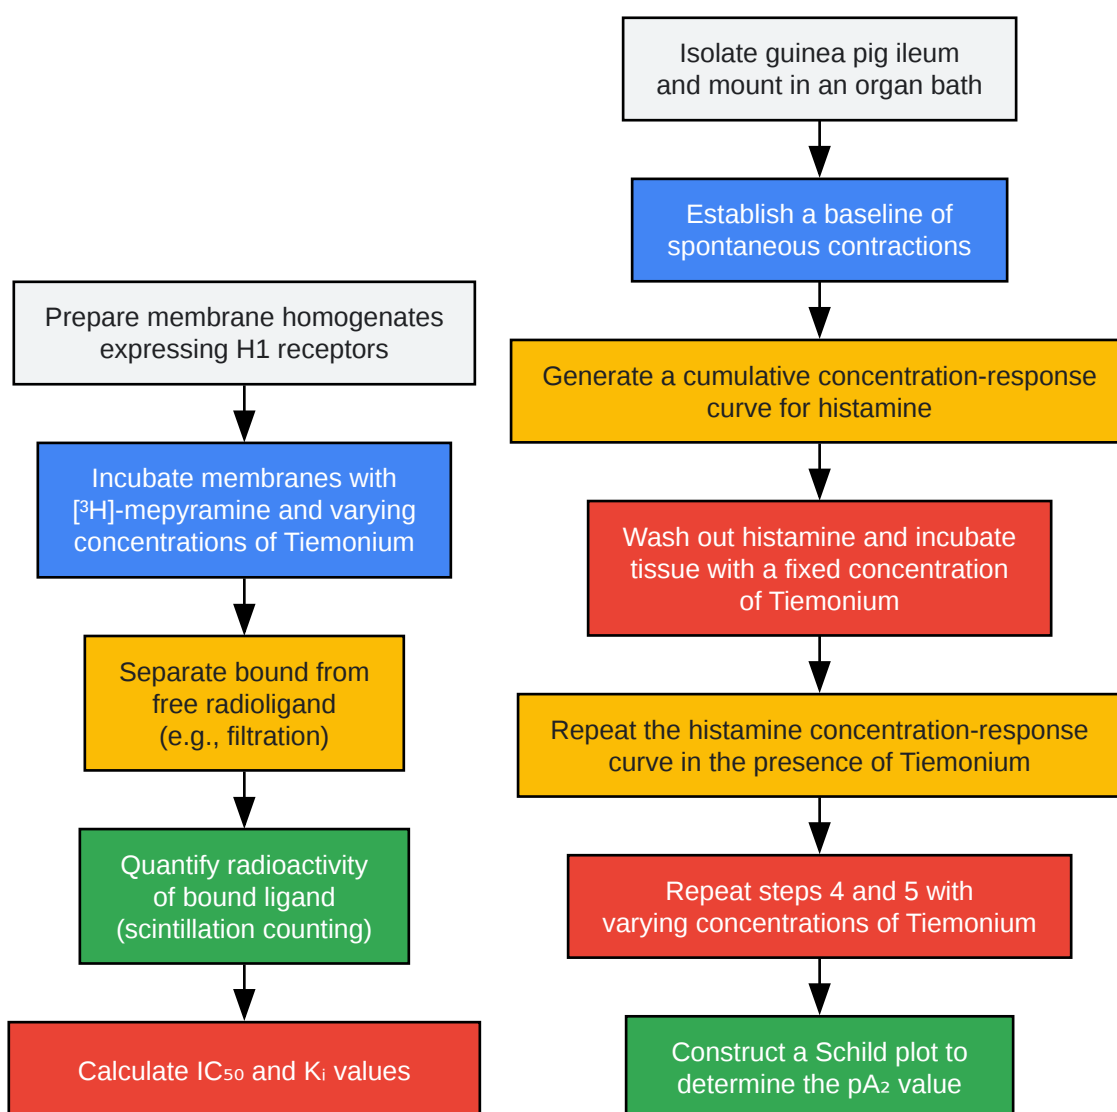 Prepare membrane homogenates
expressing H1 receptors
Incubate membranes with
[³H]-mepyramine and varying
concentrations of Tiemonium
Separate bound from
free radioligand
(e.g., filtration)
Quantify radioactivity
of bound ligand
(scintillation counting)
Calculate IC₅₀ and Kᵢ values
Isolate guinea pig ileum
and mount in an organ bath
Establish a baseline of
spontaneous contractions
Generate a cumulative concentration-response
curve for histamine
Wash out histamine and incubate
tissue with a fixed concentration
of Tiemonium
Repeat the histamine concentration-response
curve in the presence of Tiemonium
Repeat steps 4 and 5 with
varying concentrations of Tiemonium
Construct a Schild plot to
determine the pA₂ value